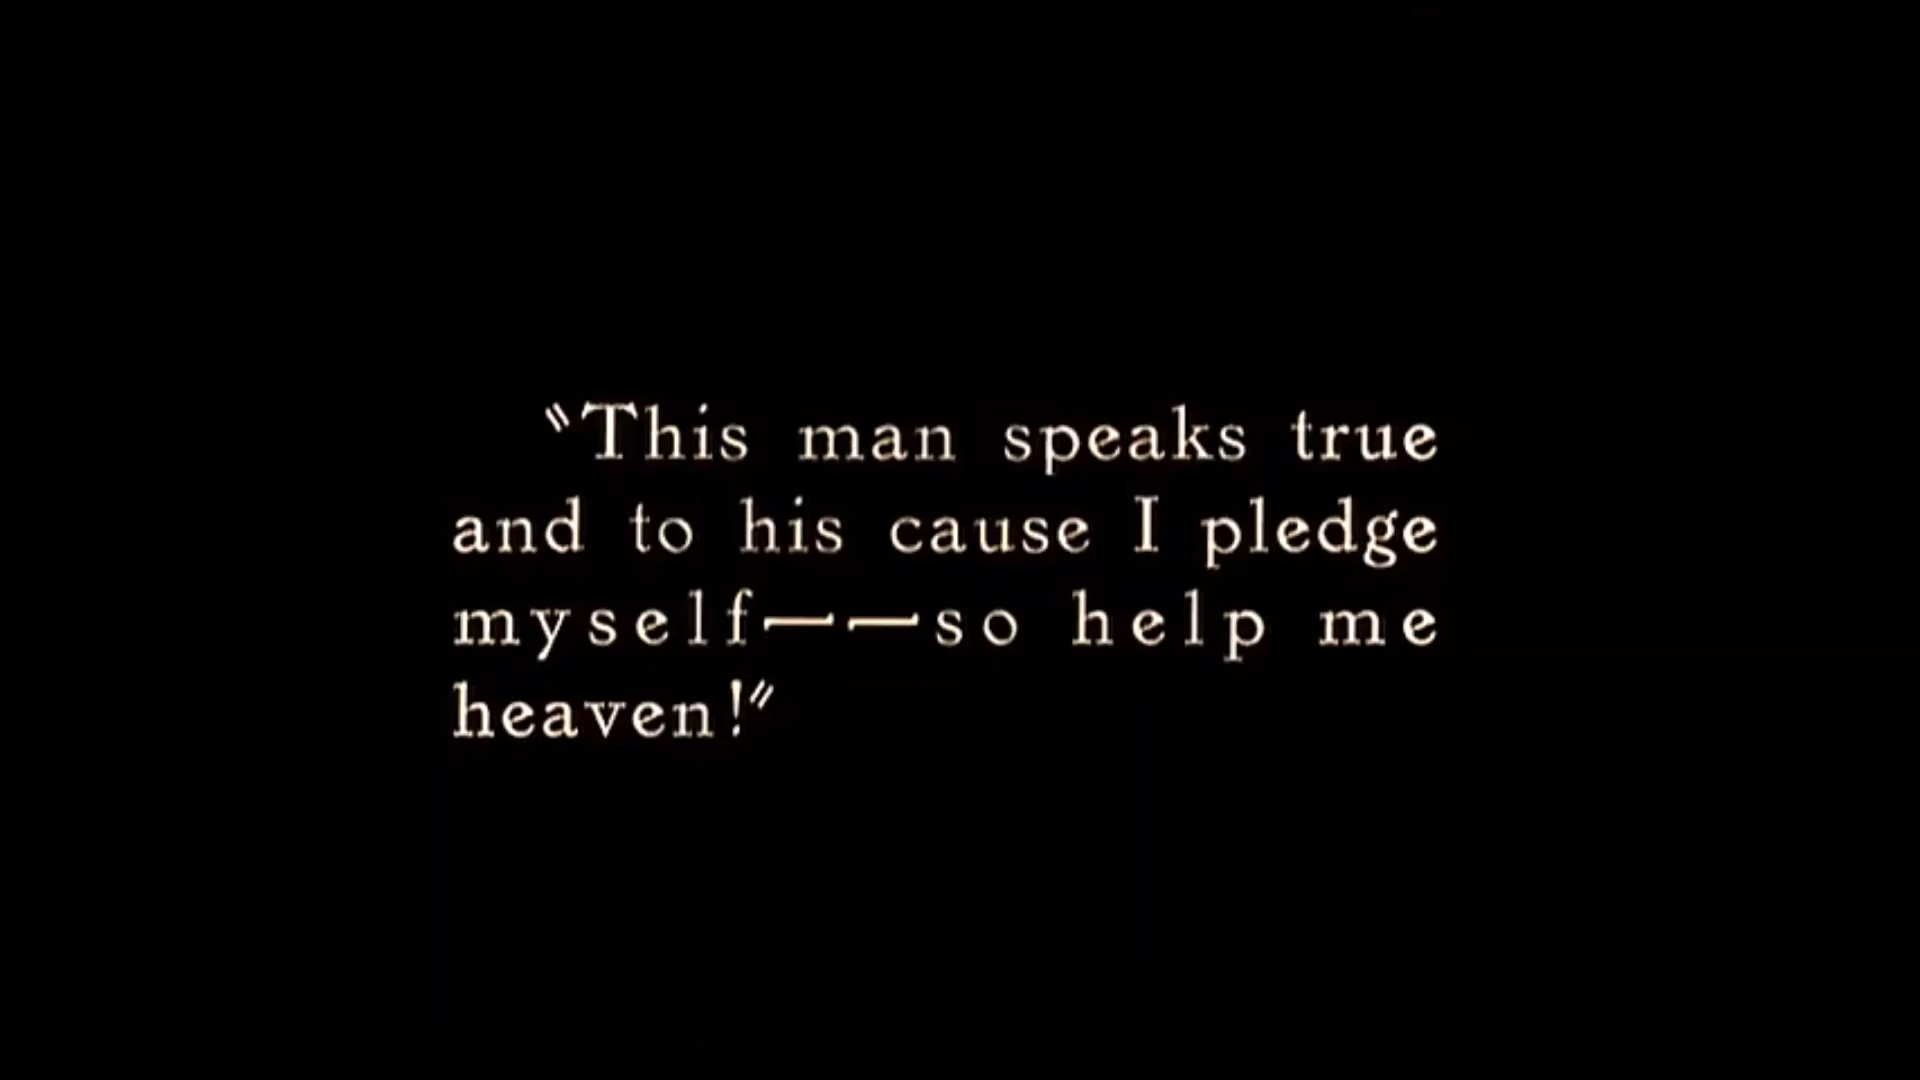 "This man speaks true
and to his cause I pledge
myself——so help me
heaven!"